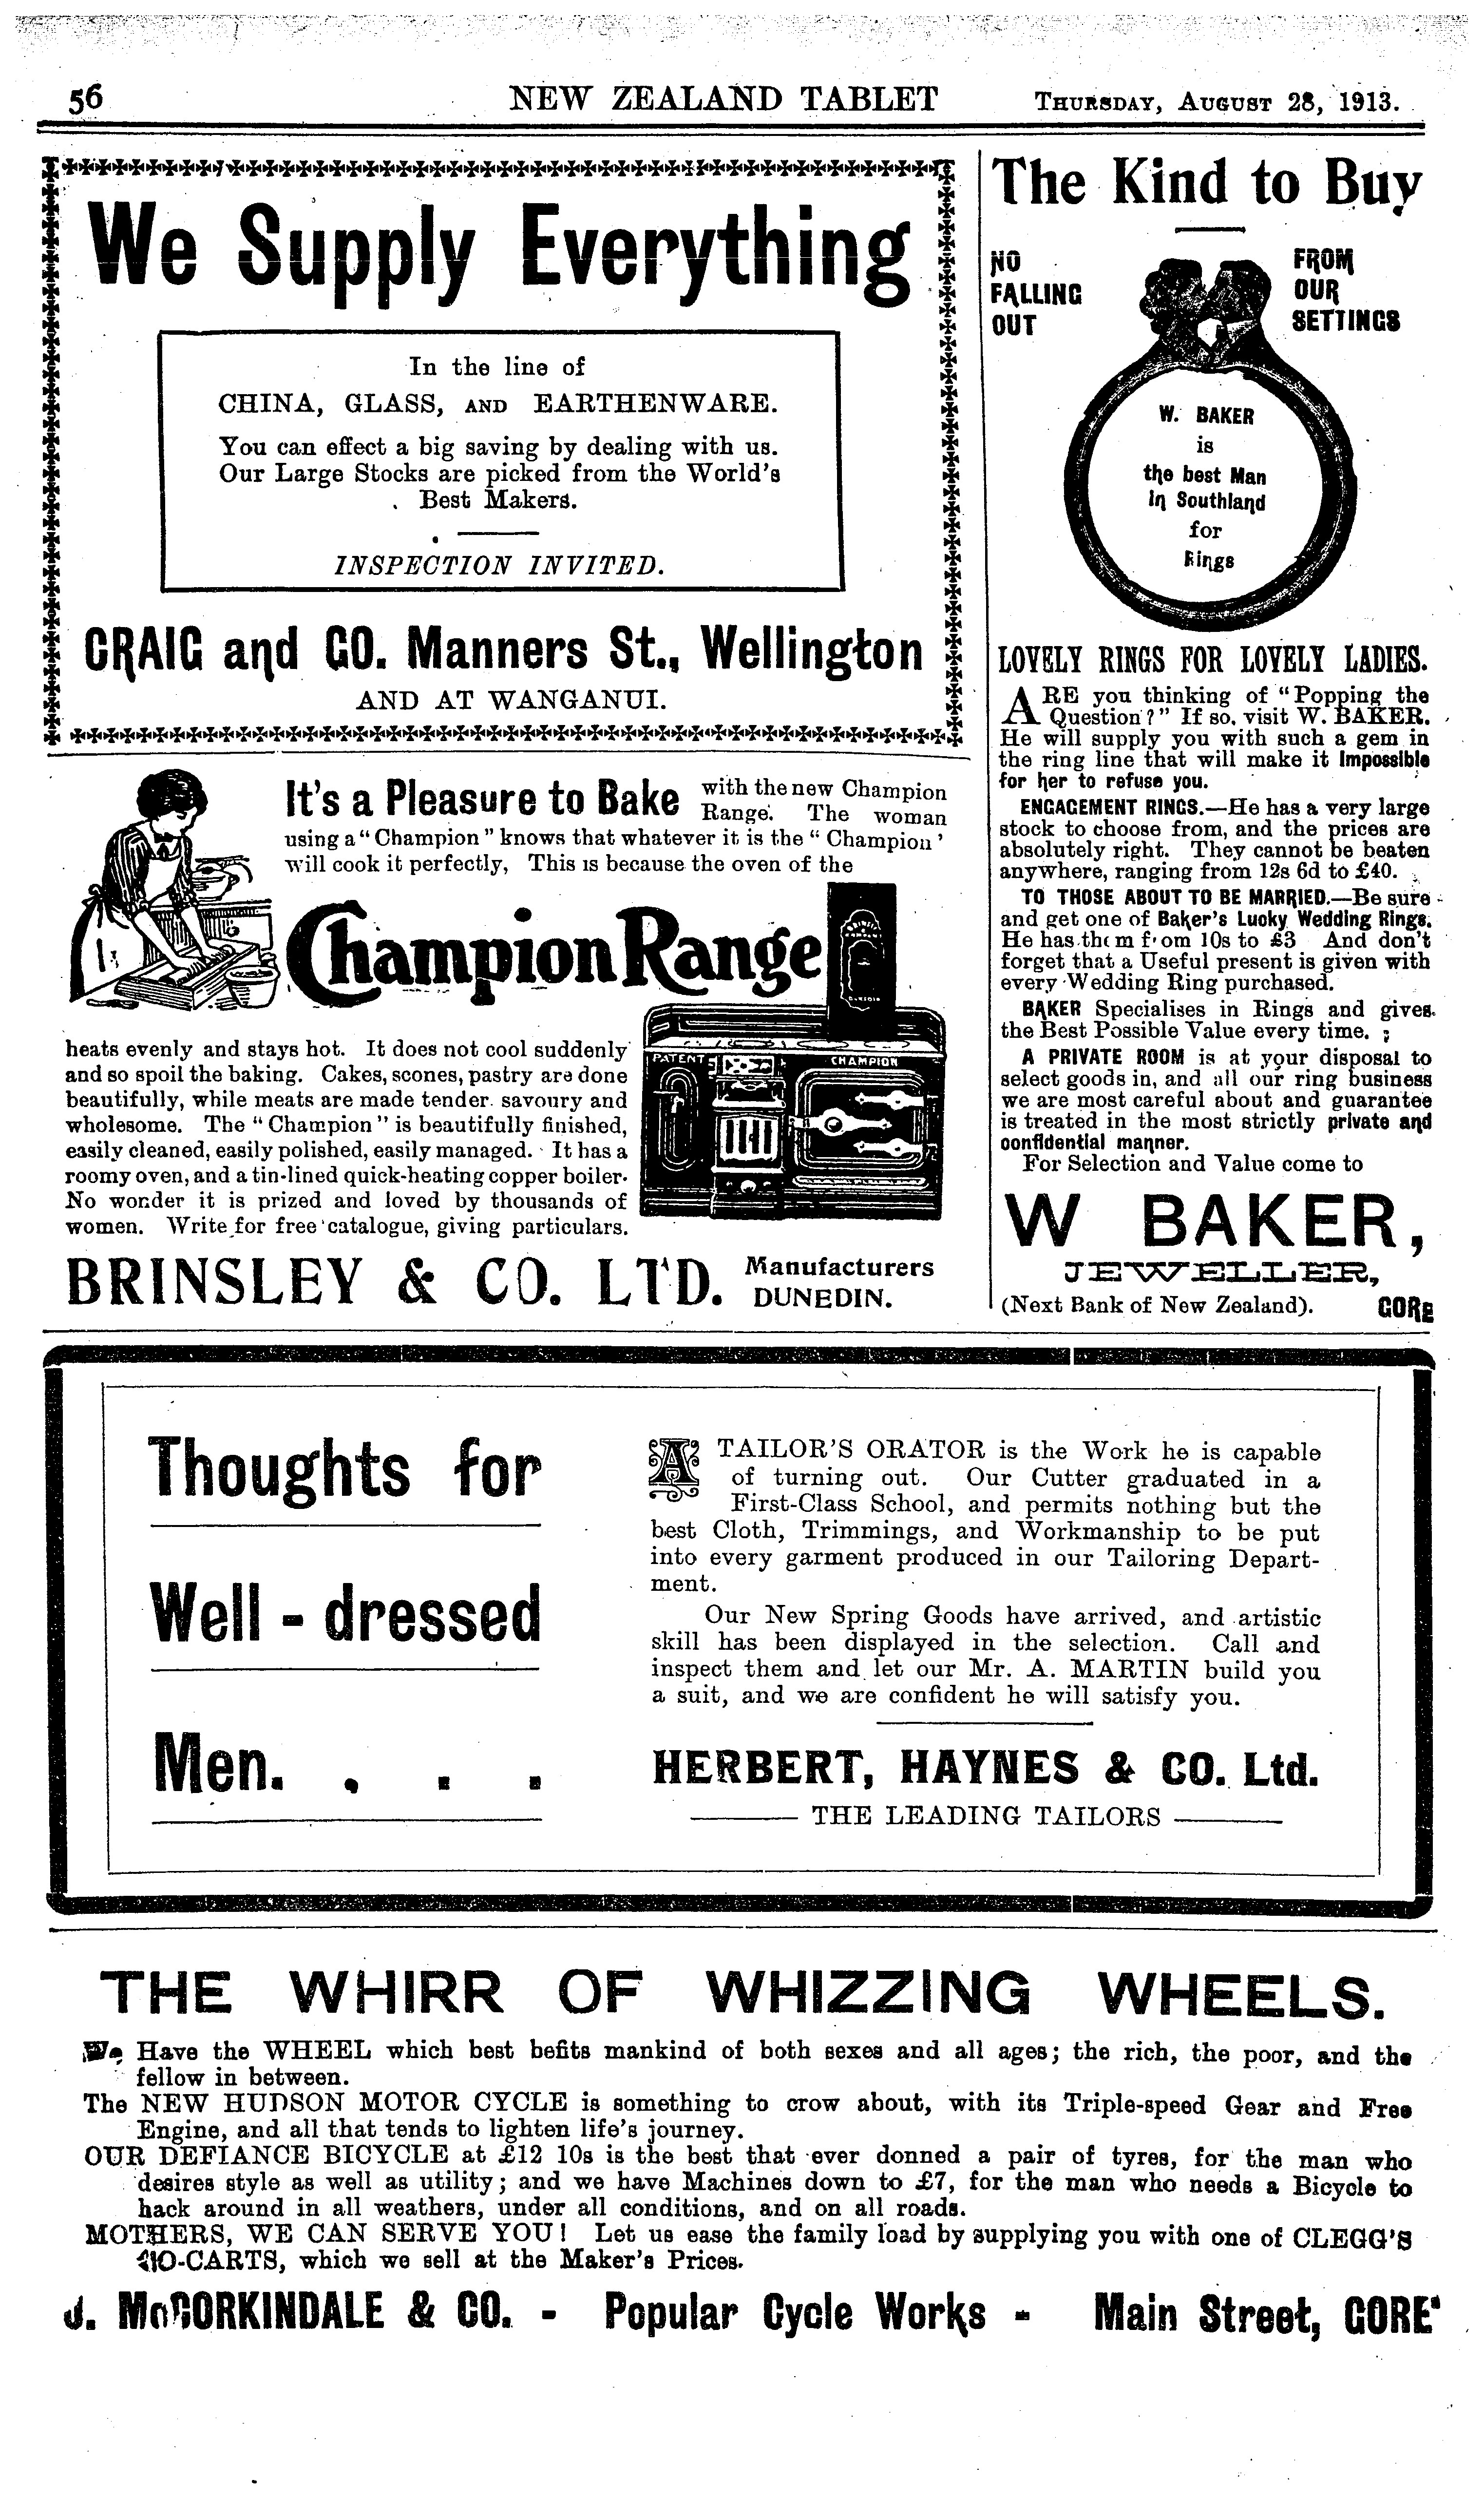 56
NEW ZEALAND TABLET
THURSDAY, AUGUST 28, 1913.
We Supply Everything
In the line of
CHINA, GLASS, AND EARTHENWARE.
You can effect a big saving by dealing with us.
Our Large Stocks are picked from the World's
Best Makers.
INSPECTION INVITED.
CRAIG and CO. Manners St., Wellington
AND AT WANGANUI.
It's a Pleasure to Bake with the new Champion
Range. The woman
using a "Champion" knows that whatever it is the "Champion'
will cook it perfectly, This is because the oven of the
Champion Range
PATENT
CHAMPION
heats evenly and stays hot. It does not cool suddenly
and so spoil the baking. Cakes, scones, pastry are done
beautifully, while meats are made tender. savoury and
wholesome. The "Champion" is beautifully finished,
easily cleaned, easily polished, easily managed. It has a
roomy oven, and a tin-lined quick-heating copper boiler.
No wonder it is prized and loved by thousands of
women. Write for free catalogue, giving particulars.
BRINSLEY & CO. LTD. Manufacturers
DUNEDIN.
The Kind to Buy
NO
FALLING
OUT
FROM
OUR
SETTINGS
W. BAKER
is
the best Man
in Southland
for
Rings
LOVELY RINGS FOR LOVELY LADIES.
ARE you thinking of "Popping the
Question?" If so, visit W. BAKER.
He will supply you with such a gem in
the ring line that will make it Impossible
for her to refuse you.
ENGAGEMENT RINGS.—He has a very large
stock to choose from, and the prices are
absolutely right. They cannot be beaten
anywhere, ranging from 12s 6d to £40.
TO THOSE ABOUT TO BE MARRIED.—Be sure
and get one of Baker's Lucky Wedding Rings.
He has them from 10s to £3 And don't
forget that a Useful present is given with
every Wedding Ring purchased.
BAKER Specialises in Rings and gives
the Best Possible Value every time.
A PRIVATE ROOM is at your disposal to
select goods in, and all our ring business
we are most careful about and guarantee
is treated in the most strictly private and
confidential manner.
For Selection and Value come to
W BAKER,
JEWELLER,
(Next Bank of New Zealand). GORE
Thoughts for
Well - dressed
Men. . . .
A TAILOR'S ORATOR is the Work he is capable
of turning out. Our Cutter graduated in a
First-Class School, and permits nothing but the
best Cloth, Trimmings, and Workmanship to be put
into every garment produced in our Tailoring Depart-
ment.
Our New Spring Goods have arrived, and artistic
skill has been displayed in the selection. Call and
inspect them and let our Mr. A. MARTIN build you
a suit, and we are confident he will satisfy you.
HERBERT, HAYNES & CO. Ltd.
THE LEADING TAILORS
THE WHIRR OF WHIZZING WHEELS.
We Have the WHEEL which best befits mankind of both sexes and all ages; the rich, the poor, and the
fellow in between.
The NEW HUDSON MOTOR CYCLE is something to crow about, with its Triple-speed Gear and Free
Engine, and all that tends to lighten life's journey.
OUR DEFIANCE BICYCLE at £12 10s is the best that ever donned a pair of tyres, for the man who
desires style as well as utility; and we have Machines down to £7, for the man who needs a Bicycle to
hack around in all weathers, under all conditions, and on all roads.
MOTHERS, WE CAN SERVE YOU! Let us ease the family load by supplying you with one of CLEGG'S
GO-CARTS, which we sell at the Maker's Prices.
J. McCORKINDALE & CO. - Popular Cycle Works - Main Street, GORE